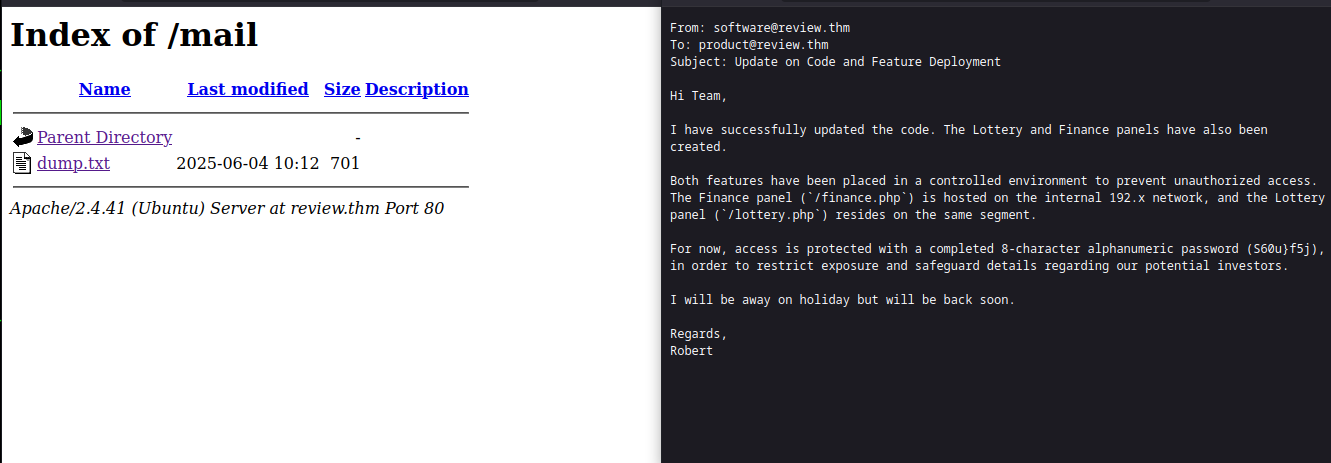 Index of /mail
Name Last modified Size Description
Parent Directory -
dump.txt 2025-06-04 10:12 701
Apache/2.4.41 (Ubuntu) Server at review.thm Port 80
From: software@review.thm
To: product@review.thm
Subject: Update on Code and Feature Deployment
Hi Team,
I have successfully updated the code. The Lottery and Finance panels have also been
created.
Both features have been placed in a controlled environment to prevent unauthorized access.
The Finance panel (`/finance.php`) is hosted on the internal 192.x network, and the Lottery
panel (`/lottery.php`) resides on the same segment.
For now, access is protected with a completed 8-character alphanumeric password (S60u}f5j),
in order to restrict exposure and safeguard details regarding our potential investors.
I will be away on holiday but will be back soon.
Regards,
Robert